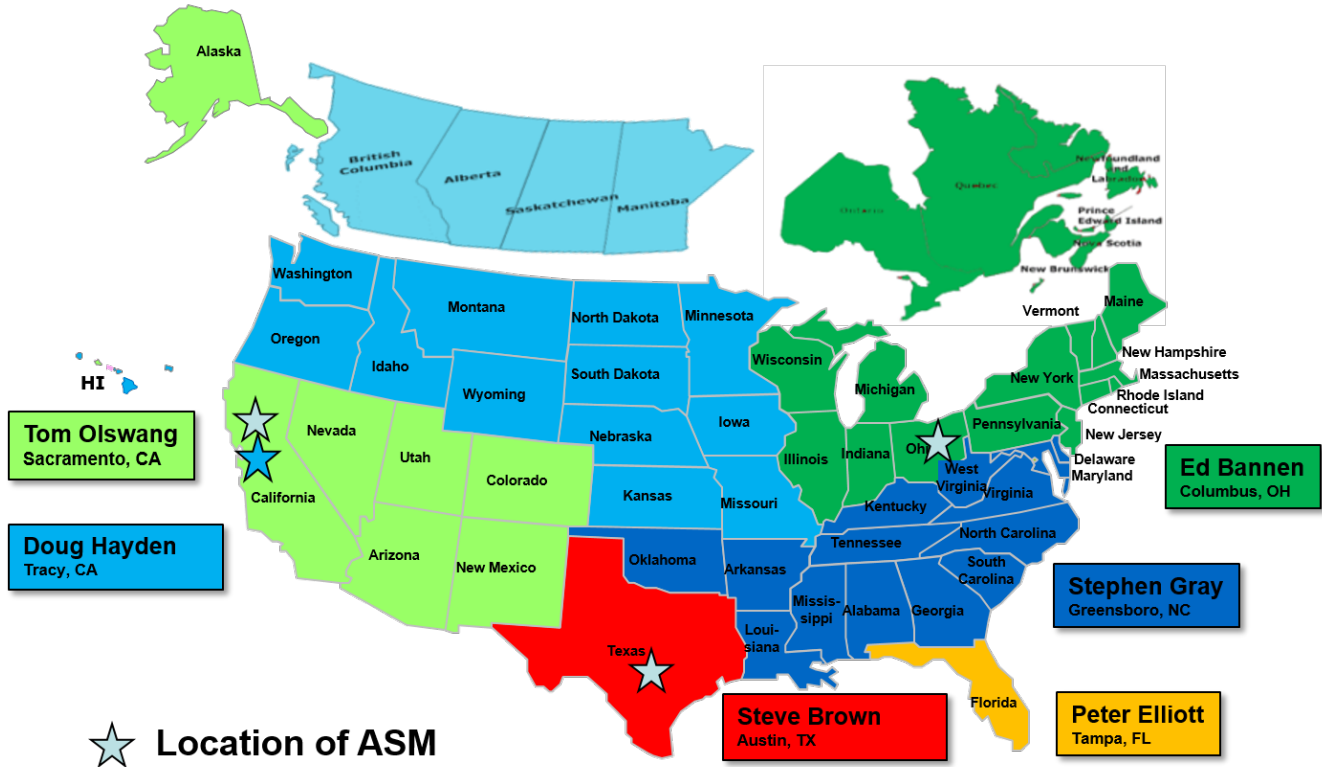 Alaska
British
Columbia
Alberta
Saskatchewan
Manitoba
Ontario
Quebec
Newfoundland
and
Labrador
Prince
Edward Island
Nova Scotia
New Brunswick
Washington
Oregon
Idaho
Montana
Wyoming
North Dakota
South Dakota
Nebraska
Kansas
Minnesota
Iowa
Missouri
Wisconsin
Michigan
Illinois
Indiana
Vermont
Maine
New Hampshire
Massachusetts
Rhode Island
Connecticut
New York
Pennsylvania
New Jersey
Delaware
Maryland
West
Virginia
Virginia
Kentucky
Tennessee
North Carolina
South
Carolina
Georgia
Alabama
Missis-
sippi
Loui-
siana
Arkansas
Oklahoma
Texas
Florida
HI
California
Nevada
Utah
Colorado
Arizona
New Mexico
Tom Olswang
Sacramento, CA
Doug Hayden
Tracy, CA
Ed Bannen
Columbus, OH
Stephen Gray
Greensboro, NC
Steve Brown
Austin, TX
Peter Elliott
Tampa, FL
Location of ASM